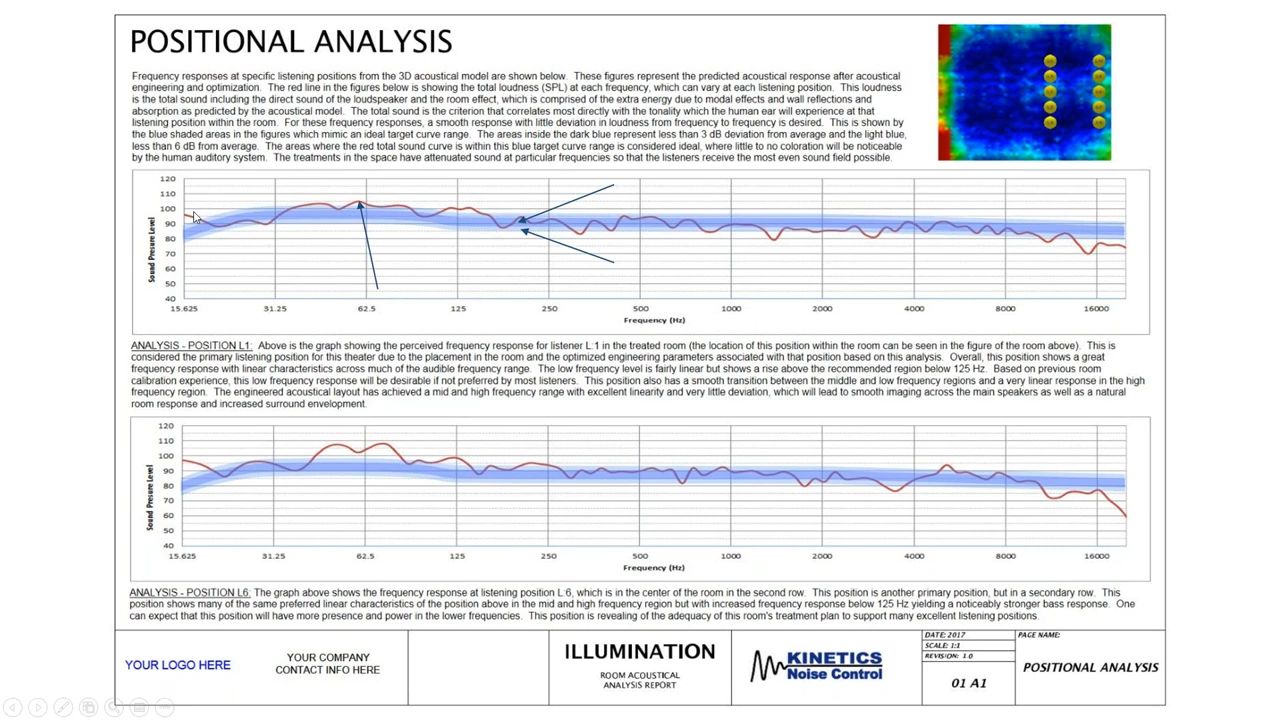 POSITIONAL ANALYSIS
Frequency responses at specific listening positions from the 3D acoustical model are shown below. These figures represent the predicted acoustical response after acoustical
engineering and optimization. The red line in the figures below is showing the total loudness (SPL) at each frequency, which can vary at each listening position. This loudness
is the total sound including the direct sound of the loudspeaker and the room effect, which is comprised of the extra energy due to modal effects and wall reflections and
absorption as predicted by the acoustical model. The total sound is the criterion that correlates most directly with the tonality which the human ear will experience at that
listening position within the room. For these frequency responses, a smooth response with little deviation in loudness from frequency to frequency is desired. This is shown by
the blue shaded areas in the figures which mimic an ideal target curve range. The areas inside the dark blue represent less than 3 dB deviation from average and the light blue,
less than 6 dB from average. The areas where the red total sound curve is within this blue target curve range is considered ideal, where little to no coloration will be noticeable
by the human auditory system. The treatments in the space have attenuated sound at particular frequencies so that the listeners receive the most even sound field possible.
120
110
100
90
80
70
60
50
40
Sound Presure Level
15.625 31.25 62.5 125 250 500 1000 2000 4000 8000 16000
Frequency (Hz)
ANALYSIS - POSITION L1: Above is the graph showing the perceived frequency response for listener L:1 in the treated room (the location of this position within the room can be seen in the figure of the room above). This is
considered the primary listening position for this theater due to the placement in the room and the optimized engineering parameters associated with that position based on this analysis. Overall, this position shows a great
frequency response with linear characteristics across much of the audible frequency range. The low frequency level is fairly linear but shows a rise above the recommended region below 125 Hz. Based on previous room
calibration experience, this low frequency response will be desirable if not preferred by most listeners. This position also has a smooth transition between the middle and low frequency regions and a very linear response in the high
frequency region. The engineered acoustical layout has achieved a mid and high frequency range with excellent linearity and very little deviation, which will lead to smooth imaging across the main speakers as well as a natural
room response and increased surround envelopment.
120
110
100
90
80
70
60
50
40
Sound Presure Level
15.625 31.25 62.5 125 250 500 1000 2000 4000 8000 16000
Frequency (Hz)
ANALYSIS - POSITION L6: The graph above shows the frequency response at listening position L:6, which is in the center of the room in the second row. This position is another primary position, but in a secondary row. This
position shows many of the same preferred linear characteristics of the position above in the mid and high frequency region but with increased frequency response below 125 Hz yielding a noticeably stronger bass response. One
can expect that this position will have more presence and power in the lower frequencies. This position is revealing of the adequacy of this room's treatment plan to support many excellent listening positions.
YOUR LOGO HERE
YOUR COMPANY
CONTACT INFO HERE
ILLUMINATION
ROOM ACOUSTICAL
ANALYSIS REPORT
KINETICS
Noise Control
DATE: 2017
SCALE: 1:1
REVISION: 1.0
01 A1
PAGE NAME:
POSITIONAL ANALYSIS